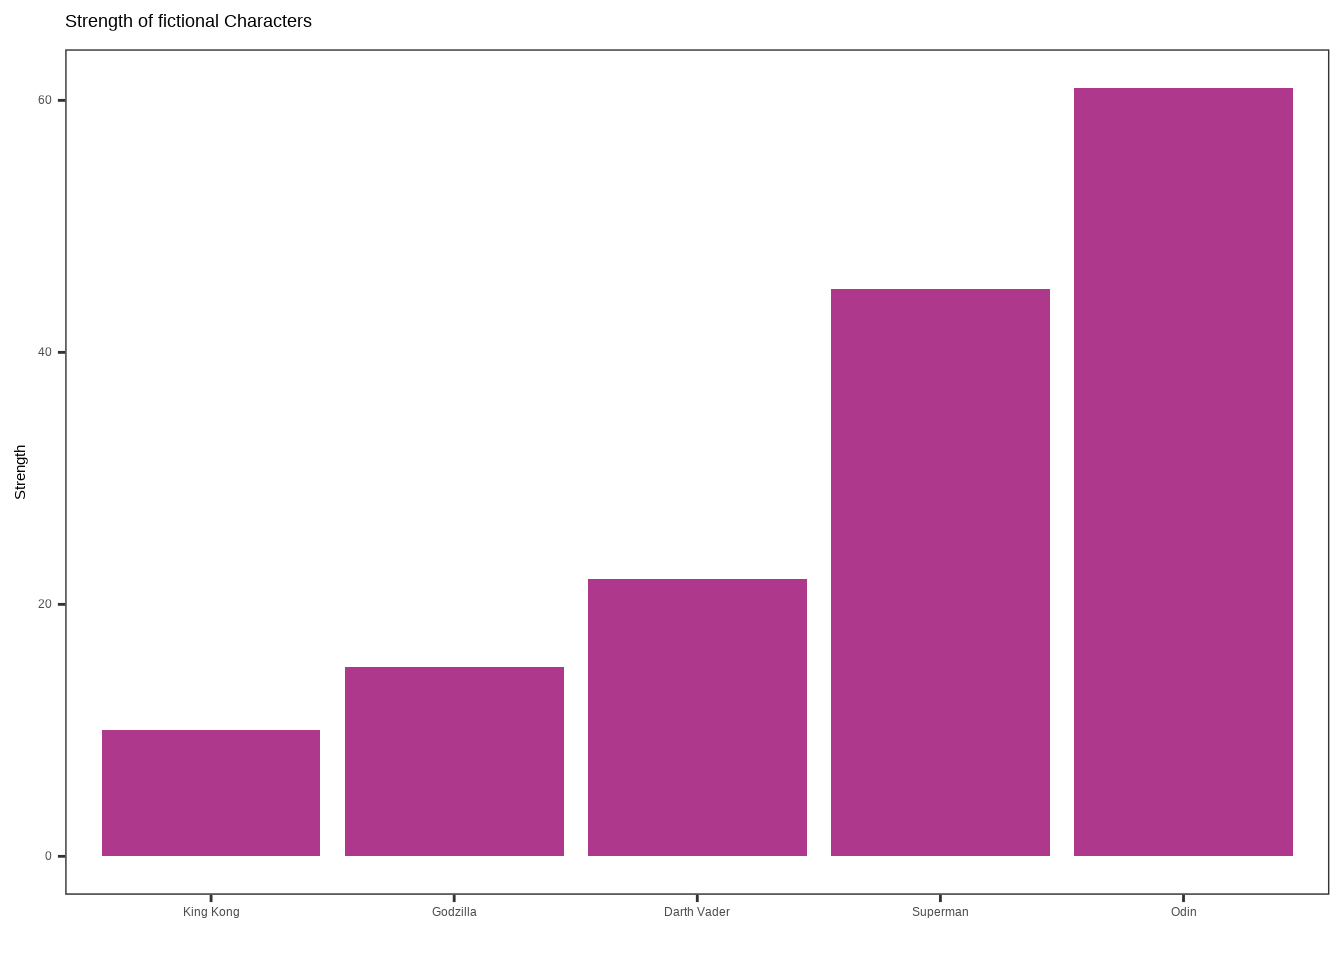 Strength of fictional Characters
Strength
60
40
20
0
King Kong
Godzilla
Darth Vader
Superman
Odin